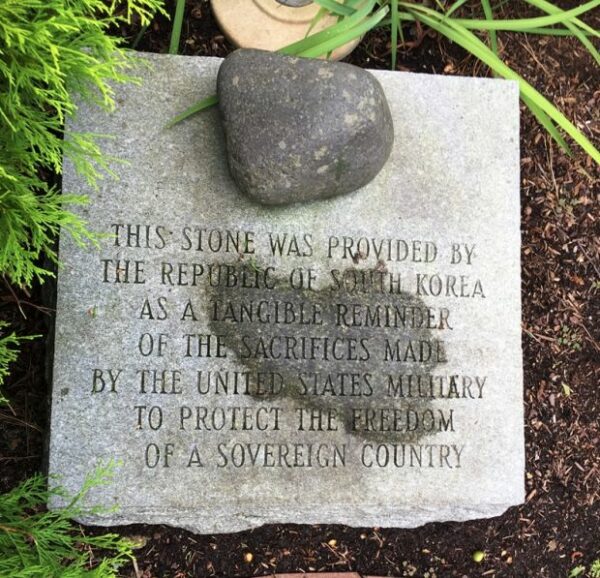 THIS STONE WAS PROVIDED BY
THE REPUBLIC OF SOUTH KOREA
AS A TANGIBLE REMINDER
OF THE SACRIFICES MADE
BY THE UNITED STATES MILITARY
TO PROTECT THE FREEDOM
OF A SOVEREIGN COUNTRY